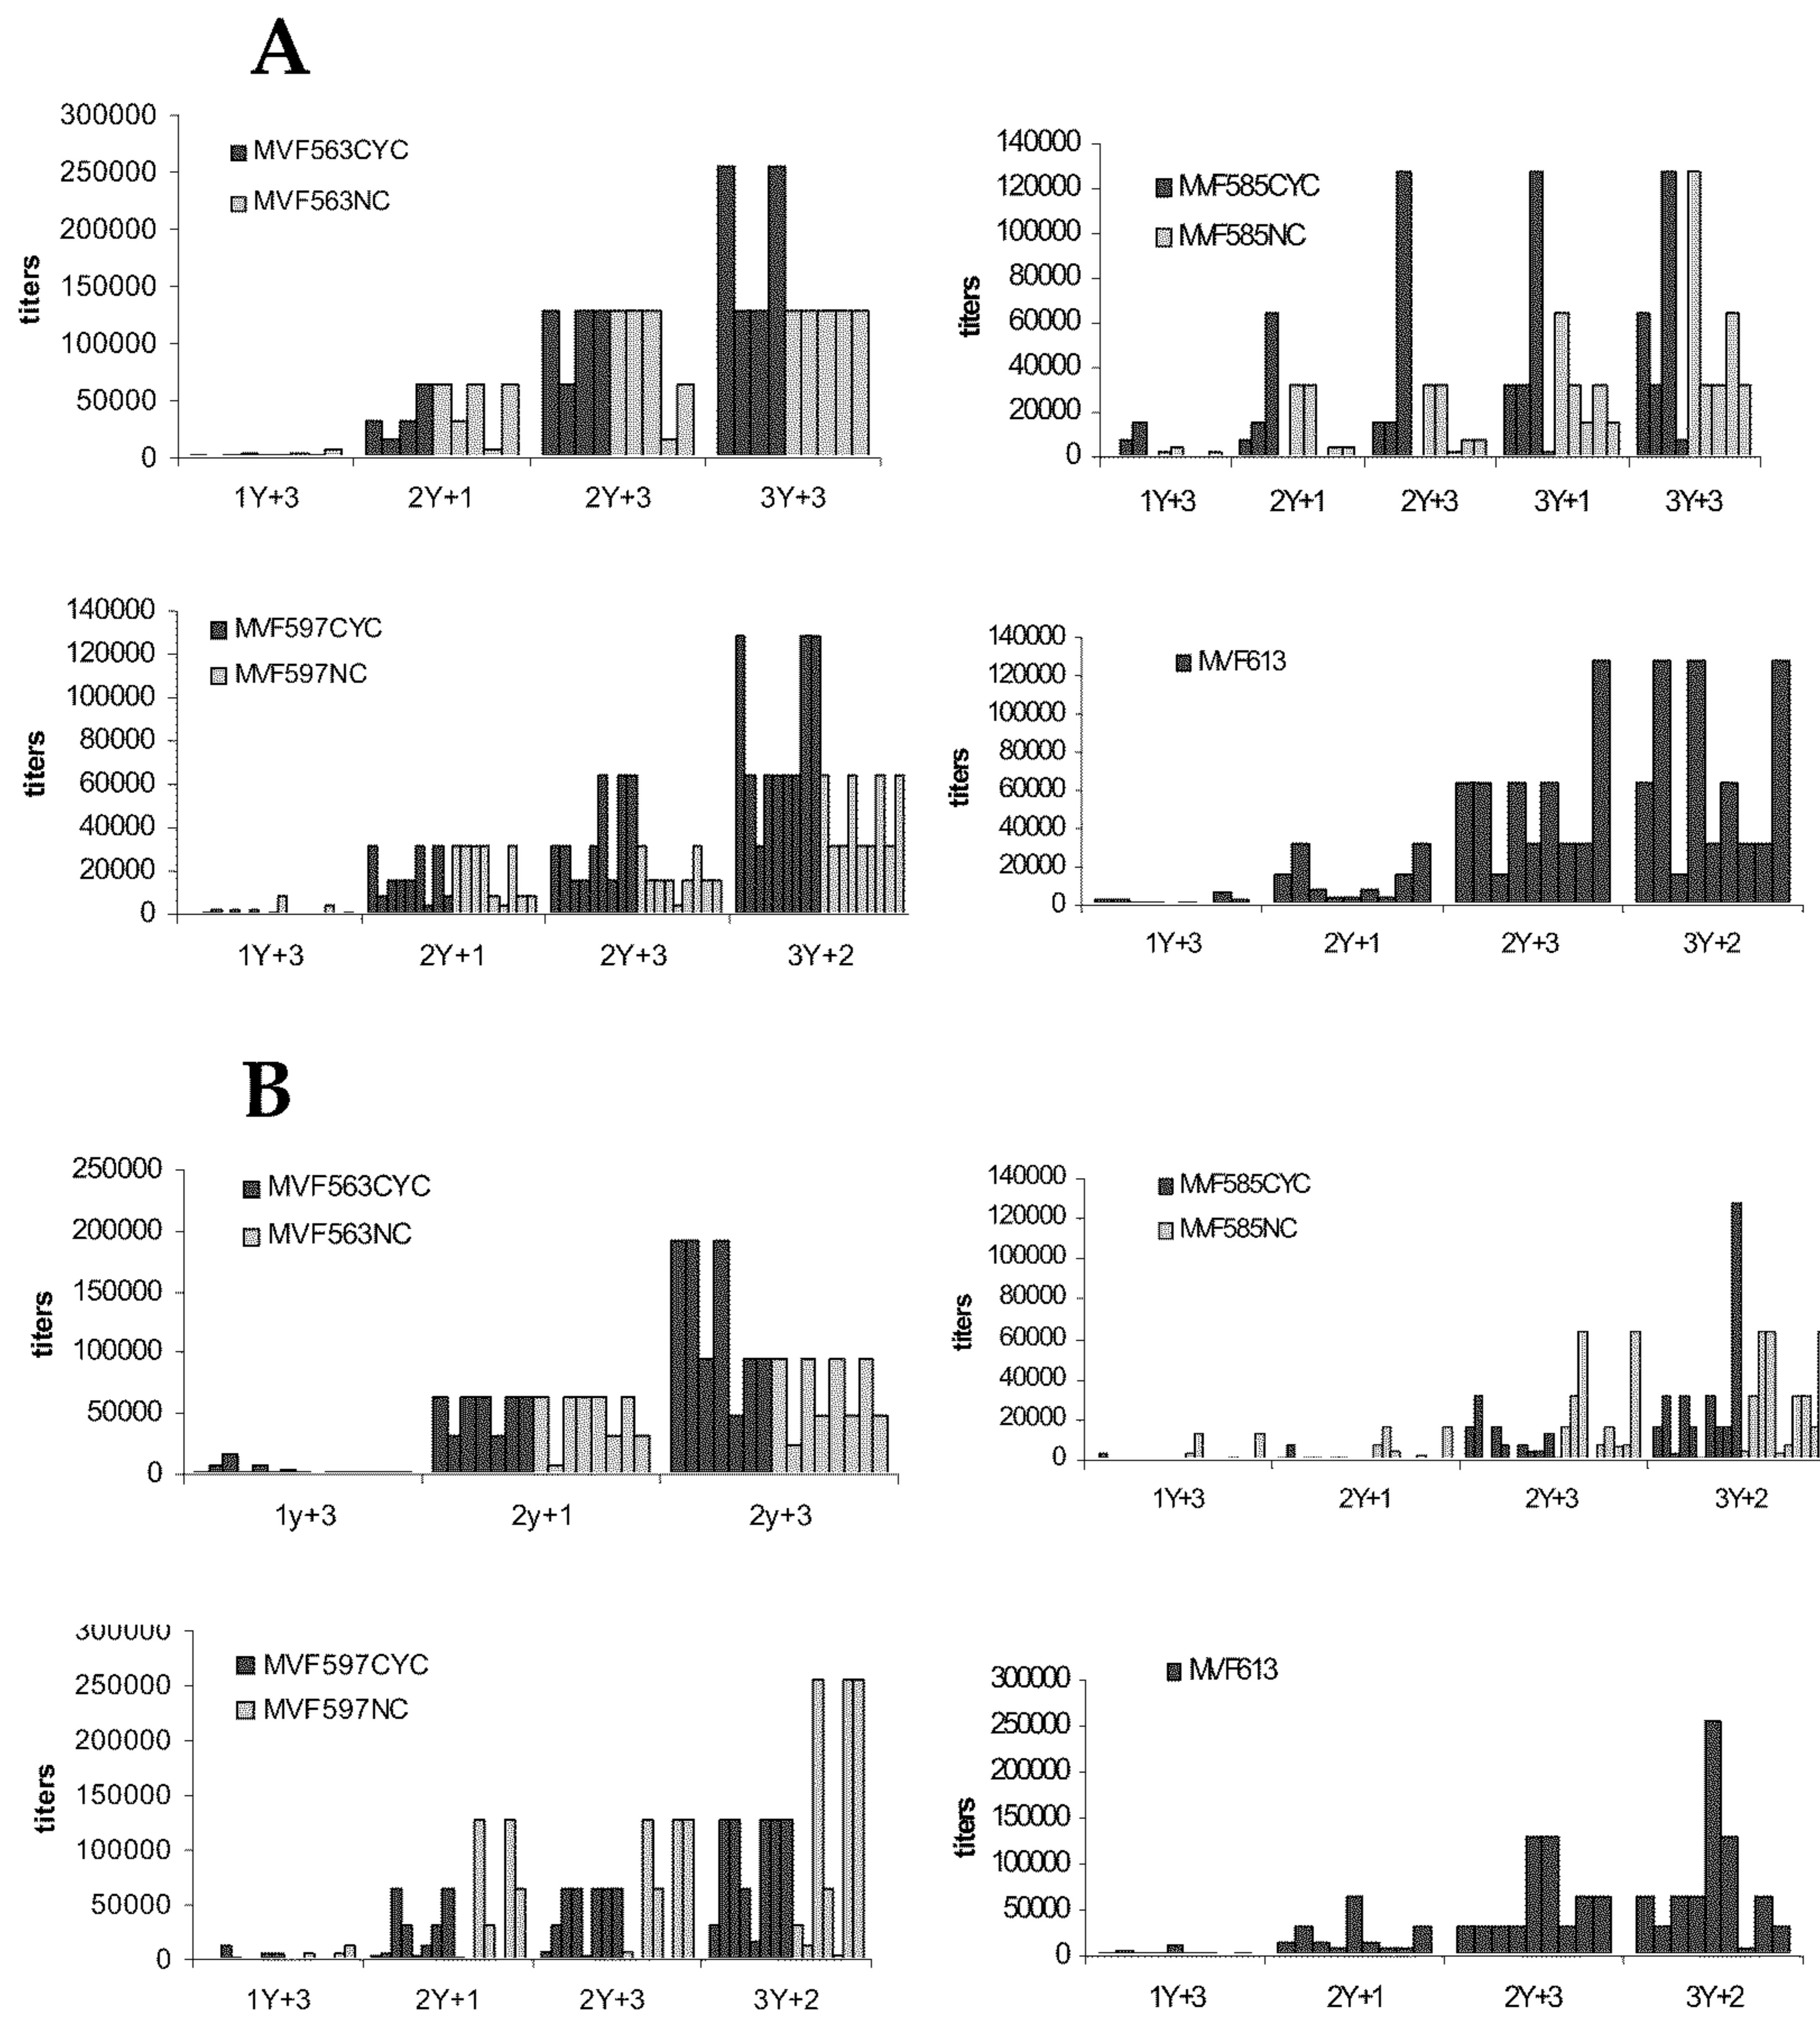 A
300000
250000
200000
150000
100000
50000
0
titers
MVF563CYC
MVF563NC
1Y+3 2Y+1 2Y+3 3Y+3
140000
120000
100000
80000
60000
40000
20000
0
titers
MVF585CYC
MVF585NC
1Y+3 2Y+1 2Y+3 3Y+1 3Y+3
140000
120000
100000
80000
60000
40000
20000
0
titers
MVF597CYC
MVF597NC
1Y+3 2Y+1 2Y+3 3Y+2
140000
120000
100000
80000
60000
40000
20000
0
titers
MVF613
1Y+3 2Y+1 2Y+3 3Y+2
B
250000
200000
150000
100000
50000
0
titers
MVF563CYC
MVF563NC
1y+3 2y+1 2y+3
140000
120000
100000
80000
60000
40000
20000
0
titers
MVF585CYC
MVF585NC
1Y+3 2Y+1 2Y+3 3Y+2
300000
250000
200000
150000
100000
50000
0
titers
MVF597CYC
MVF597NC
1Y+3 2Y+1 2Y+3 3Y+2
300000
250000
200000
150000
100000
50000
0
titers
MVF613
1Y+3 2Y+1 2Y+3 3Y+2